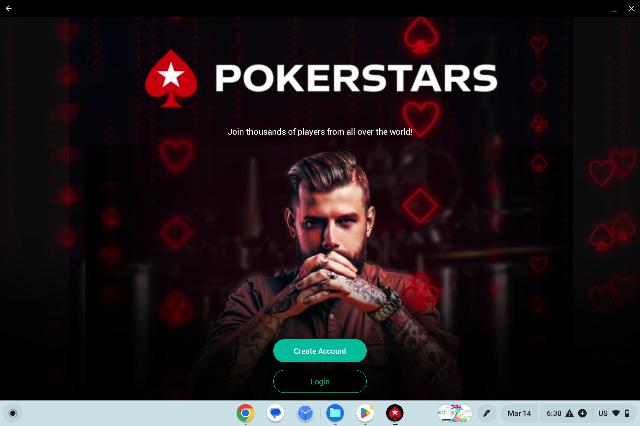 POKERSTARS
Join thousands of players from all over the world!
Create Account
Login
Mar 14
6:30
US